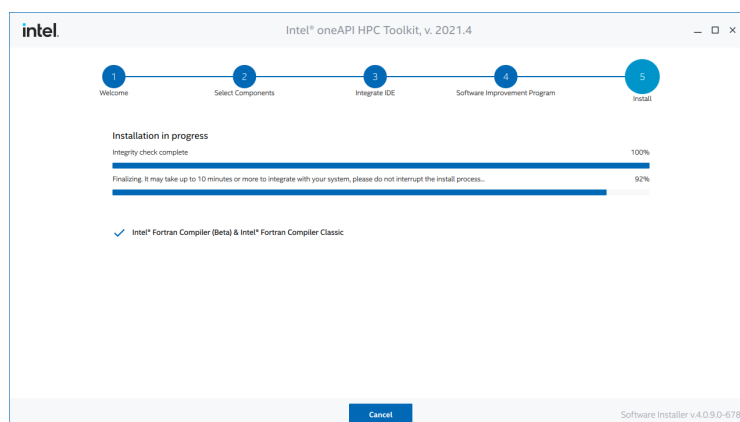 intel.
Intel® oneAPI HPC Toolkit, v. 2021.4
1
2
3
4
5
Welcome
Select Components
Integrate IDE
Software Improvement Program
Install
Installation in progress
Integrity check complete 100%
Finalizing. It may take up to 10 minutes or more to integrate with your system, please do not interrupt the install process... 92%
Intel® Fortran Compiler (Beta) & Intel® Fortran Compiler Classic
Cancel
Software Installer v.4.0.9.0-678